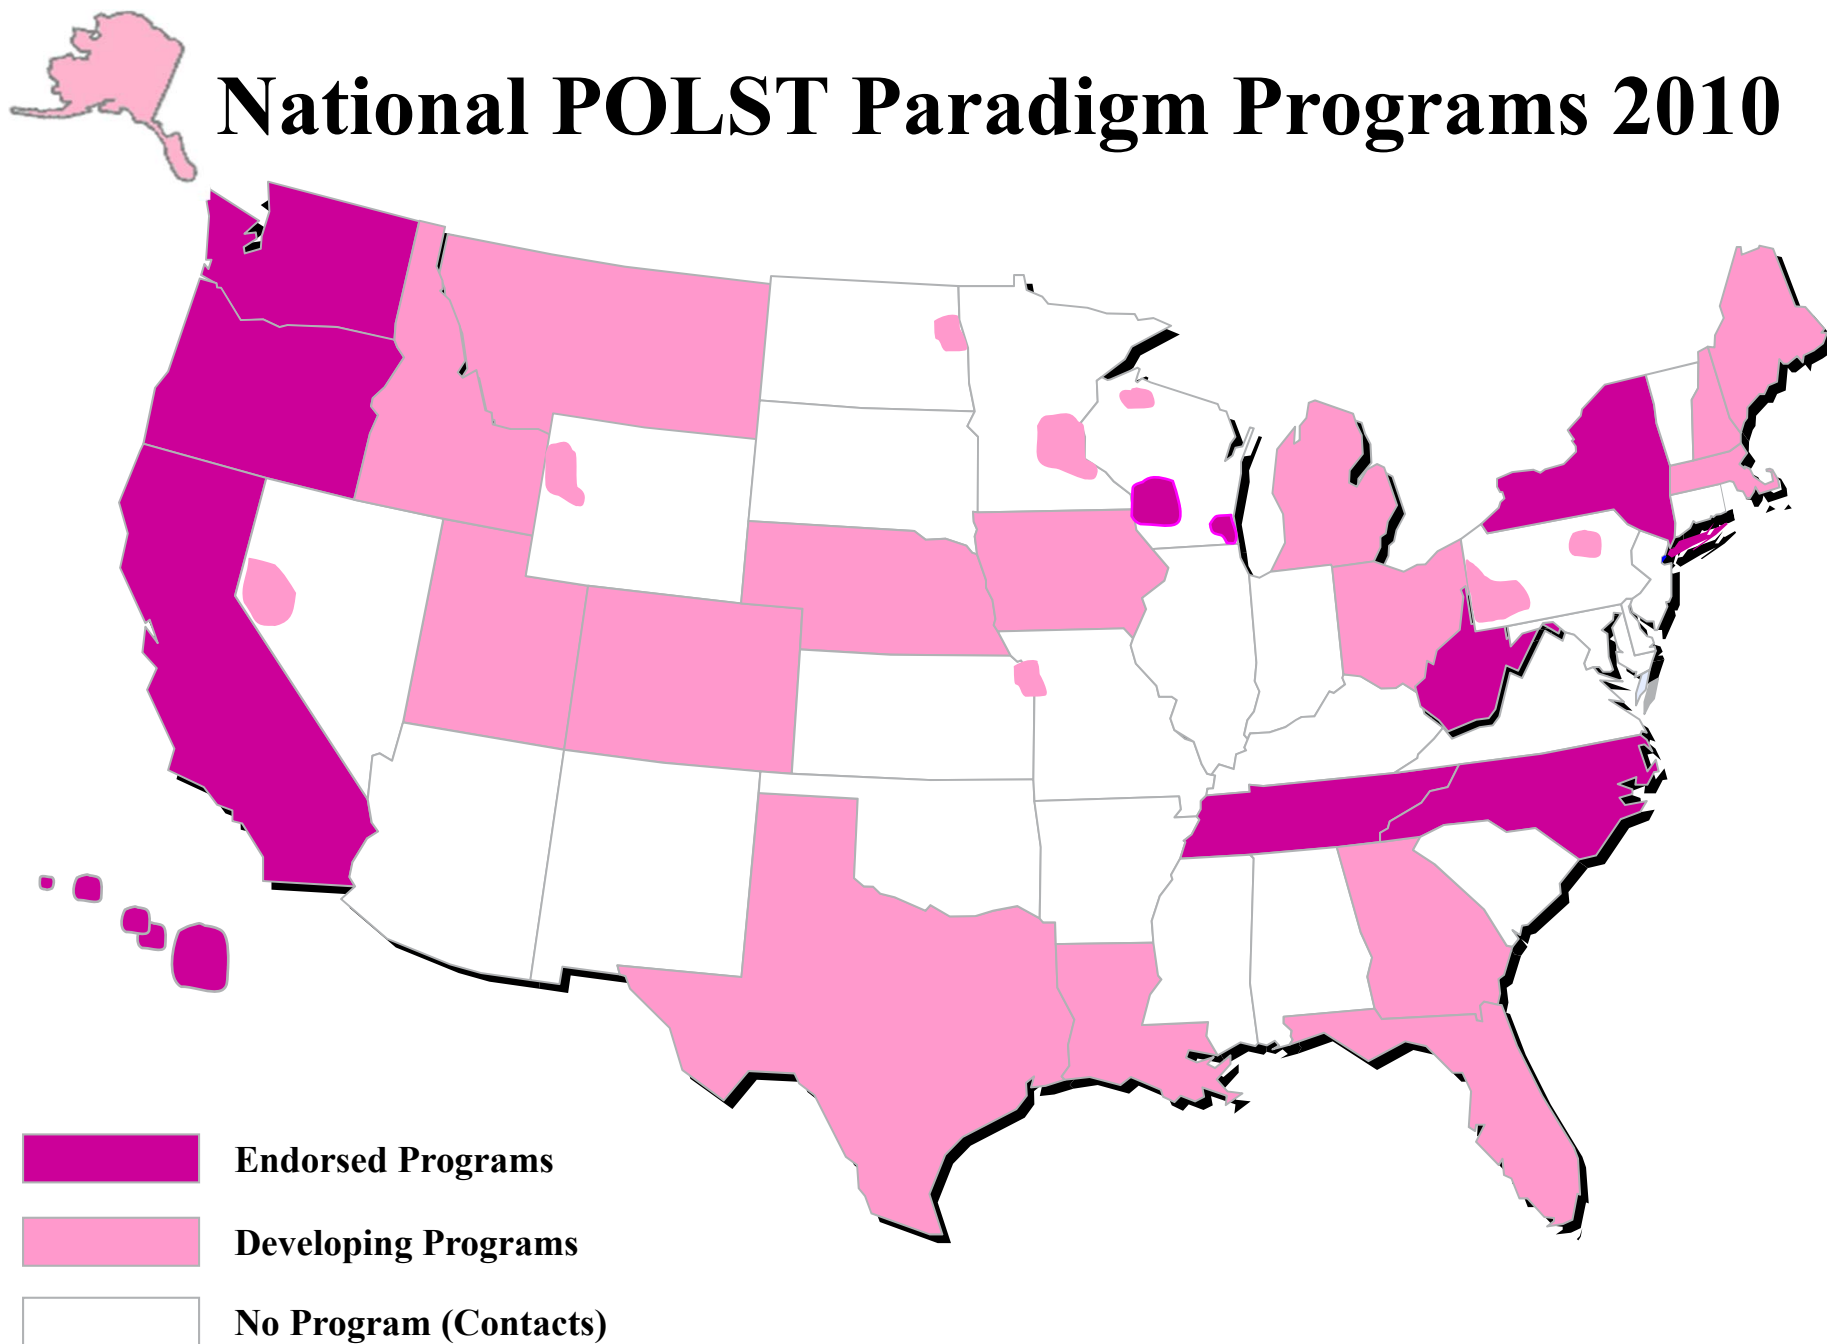 National POLST Paradigm Programs 2010
Endorsed Programs
Developing Programs
No Program (Contacts)